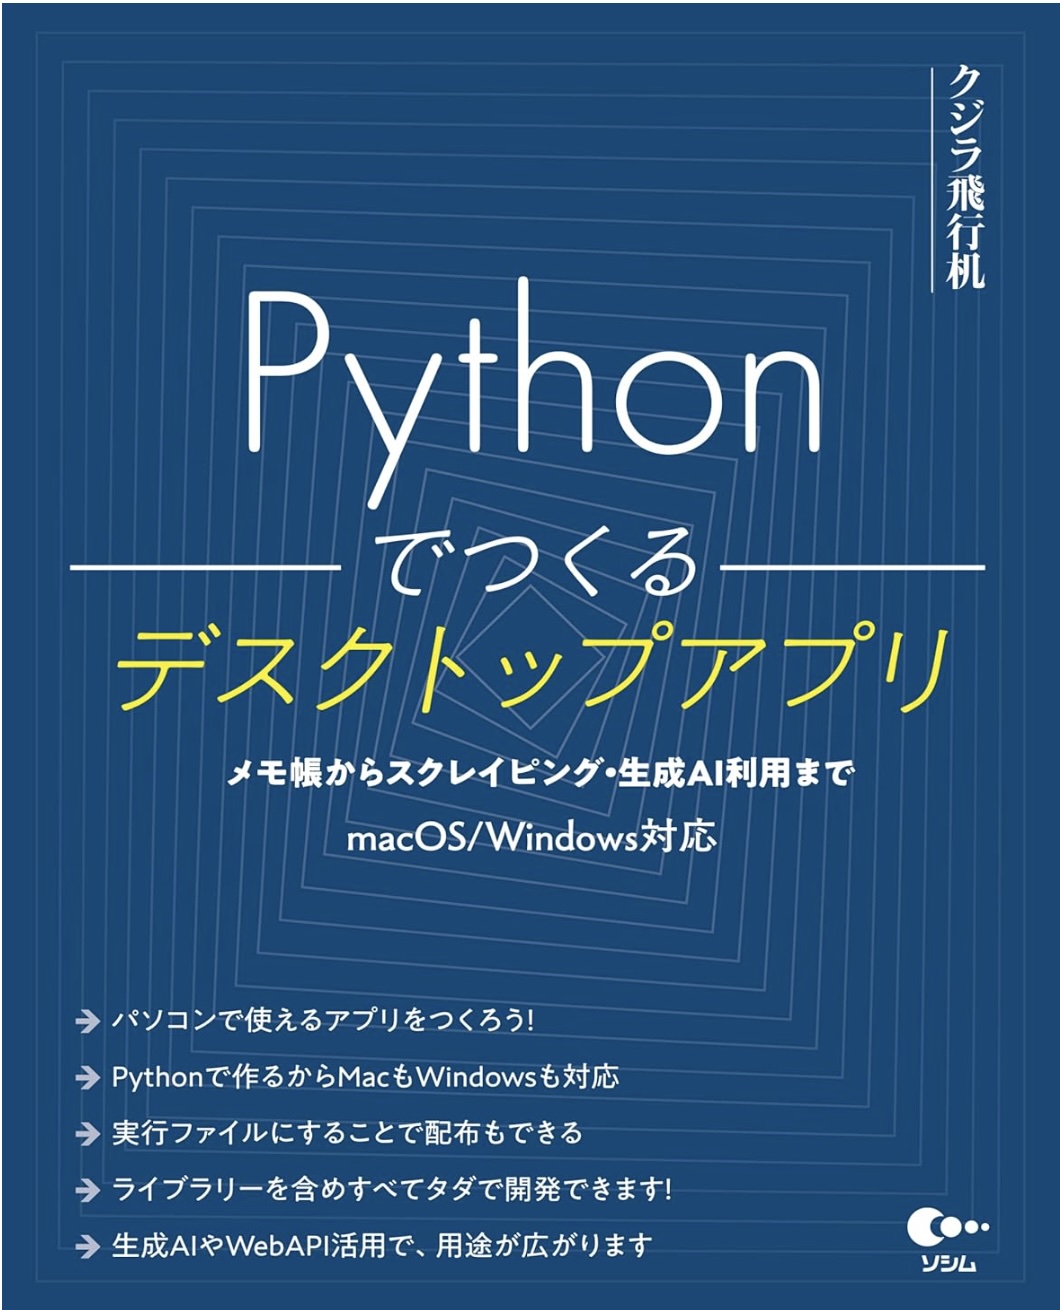 クジラ飛行机
Python
でつくる
デスクトップアプリ
メモ帳からスクレイピング・生成AI利用まで
macOS/Windows対応
パソコンで使えるアプリをつくろう!
Pythonで作るからMacもWindowsも対応
実行ファイルにすることで配布もできる
ライブラリーを含めすべてタダで開発できます!
生成AIやWebAPI活用で、用途が広がります
ソシム